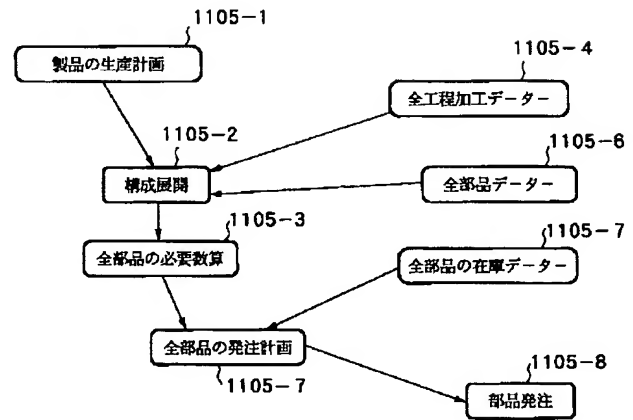 1105-1
製品の生産計画
1105-4
全工程加工データー
1105-2
構成展開
1105-6
全部品データー
1105-3
全部品の必要数算
1105-7
全部品の在庫データー
全部品の発注計画
1105-7
1105-8
部品発注